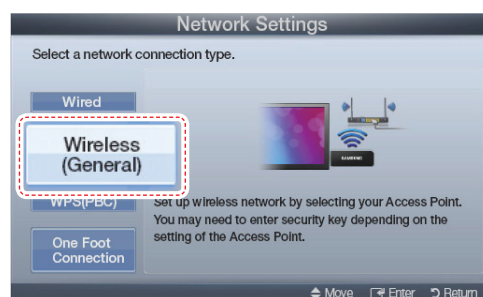 Network Settings
Select a network connection type.
Wired
Wireless
(General)
WPS(PBC)
One Foot
Connection
SAMSUNG
Set up wireless network by selecting your Access Point.
You may need to enter security key depending on the
setting of the Access Point.
Move Enter Return